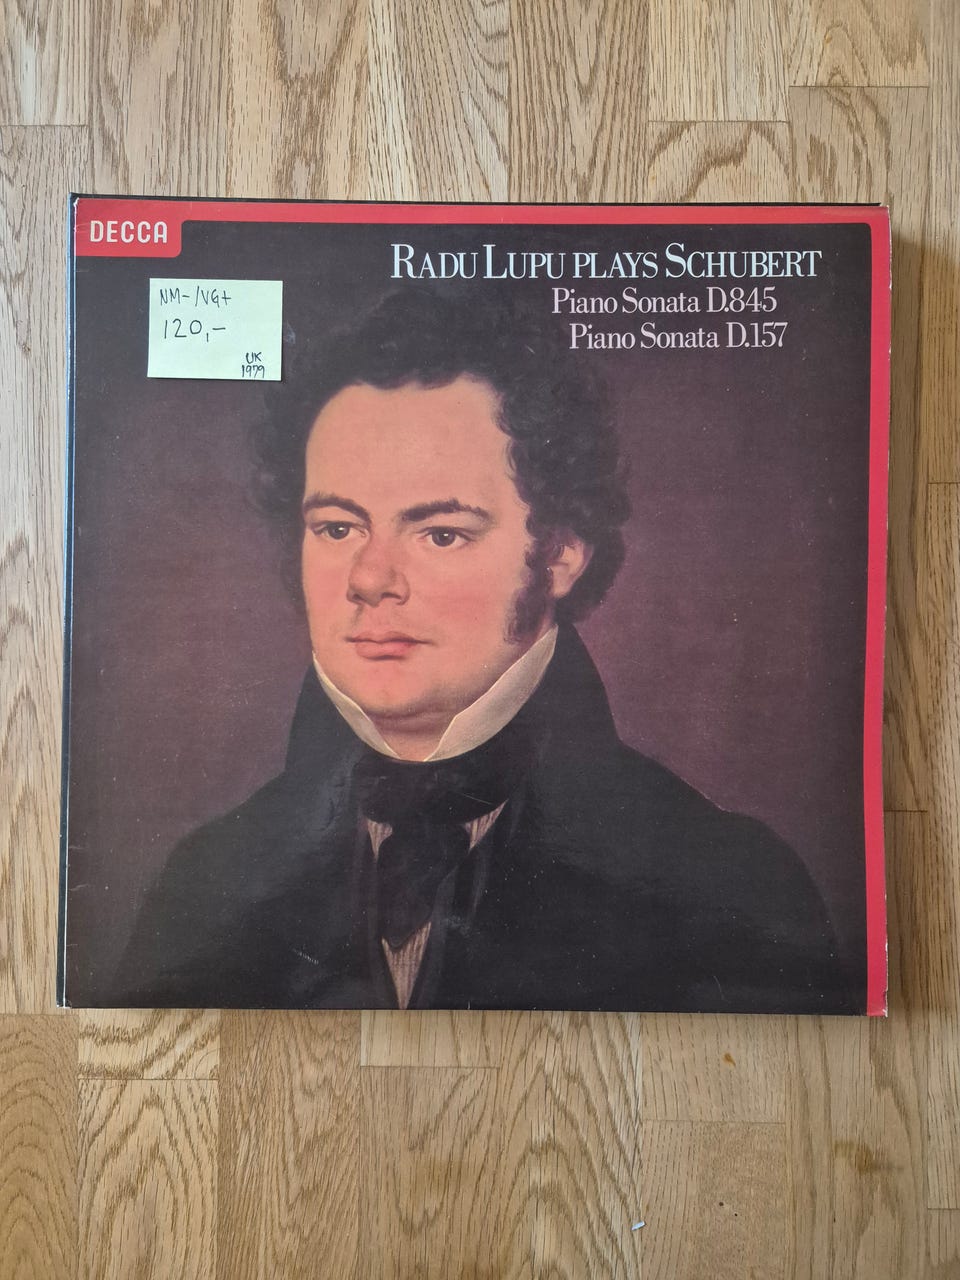 DECCA
RADU LUPU PLAYS SCHUBERT
Piano Sonata D.845
Piano Sonata D.157
NM-/VG+
120,-
UK
1979